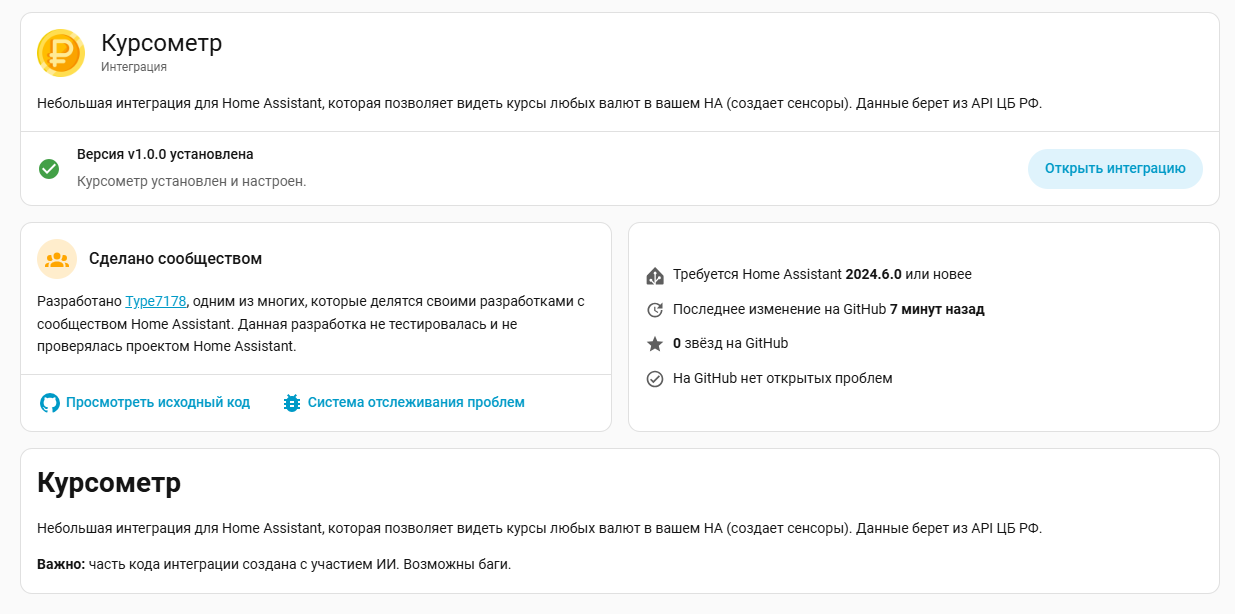 Курсометр
Интеграция
Небольшая интеграция для Home Assistant, которая позволяет видеть курсы любых валют в вашем HA (создает сенсоры). Данные берет из API ЦБ РФ.
Версия v1.0.0 установлена
Курсометр установлен и настроен.
Открыть интеграцию
Сделано сообществом
Разработано Type7178, одним из многих, которые делятся своими разработками с
сообществом Home Assistant. Данная разработка не тестировалась и не
проверялась проектом Home Assistant.
Просмотреть исходный код
Система отслеживания проблем
Требуется Home Assistant 2024.6.0 или новее
Последнее изменение на GitHub 7 минут назад
0 звёзд на GitHub
На GitHub нет открытых проблем
Курсометр
Небольшая интеграция для Home Assistant, которая позволяет видеть курсы любых валют в вашем HA (создает сенсоры). Данные берет из API ЦБ РФ.
Важно: часть кода интеграции создана с участием ИИ. Возможны баги.